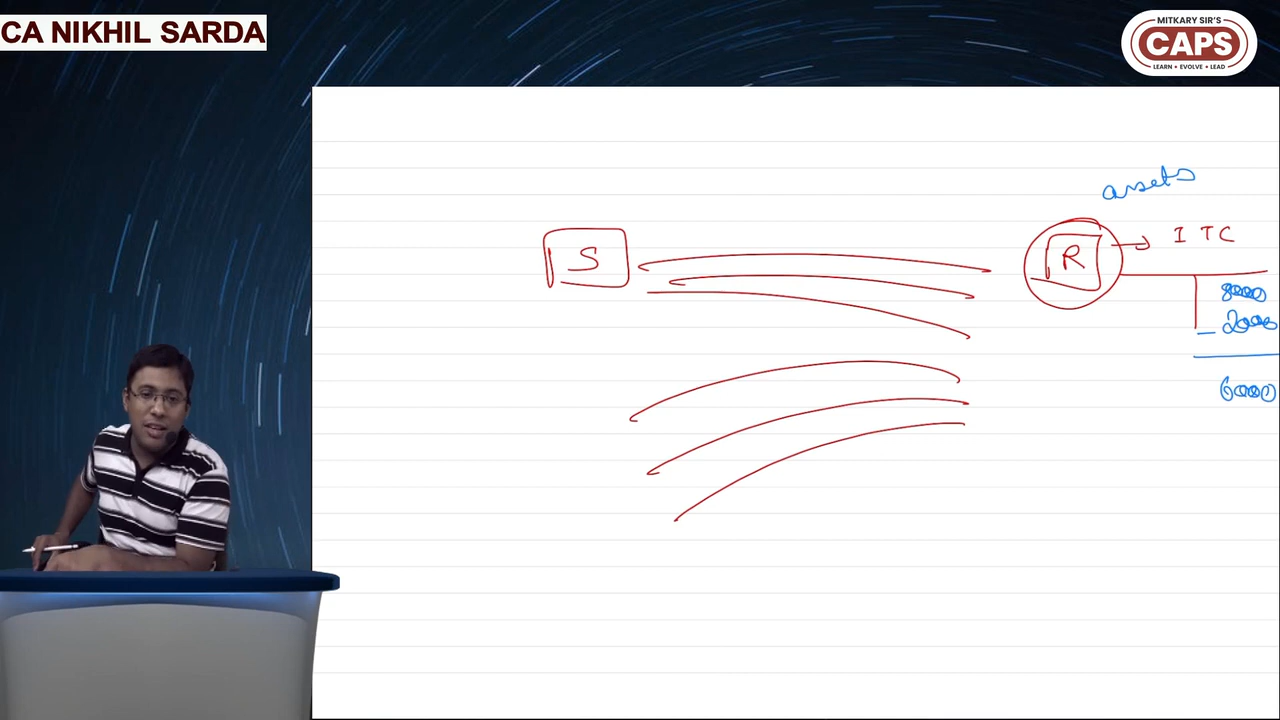 CA NIKHIL SARDA
MITKARY SIR'S
CAPS
LEARN • EVOLVE • LEAD
assets
S
R
ITC
8000
- 2000
6000